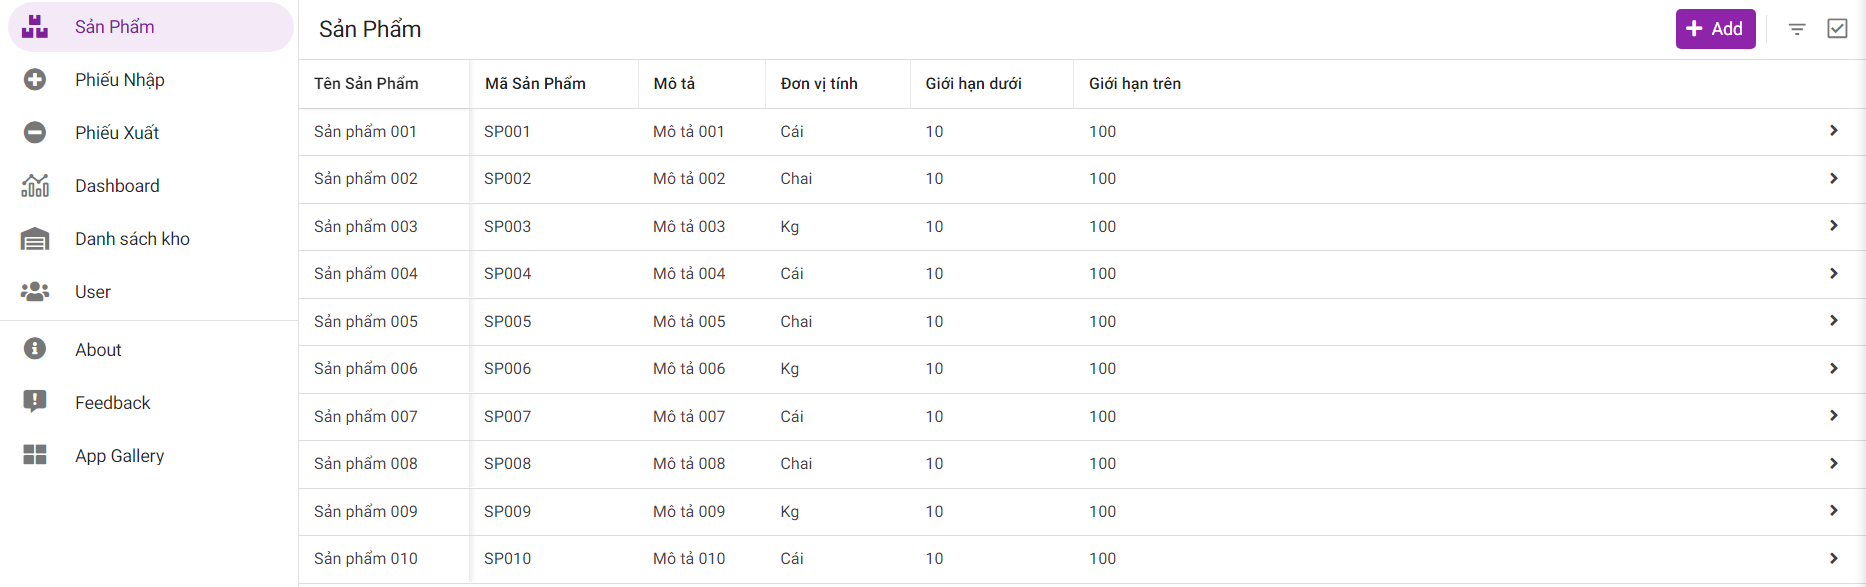 Sản Phẩm
Phiếu Nhập
Phiếu Xuất
Dashboard
Danh sách kho
User
About
Feedback
App Gallery
Sản Phẩm
Add
Tên Sản Phẩm Mã Sản Phẩm Mô tả Đơn vị tính Giới hạn dưới Giới hạn trên
Sản phẩm 001 SP001 Mô tả 001 Cái 10 100
Sản phẩm 002 SP002 Mô tả 002 Chai 10 100
Sản phẩm 003 SP003 Mô tả 003 Kg 10 100
Sản phẩm 004 SP004 Mô tả 004 Cái 10 100
Sản phẩm 005 SP005 Mô tả 005 Chai 10 100
Sản phẩm 006 SP006 Mô tả 006 Kg 10 100
Sản phẩm 007 SP007 Mô tả 007 Cái 10 100
Sản phẩm 008 SP008 Mô tả 008 Chai 10 100
Sản phẩm 009 SP009 Mô tả 009 Kg 10 100
Sản phẩm 010 SP010 Mô tả 010 Cái 10 100